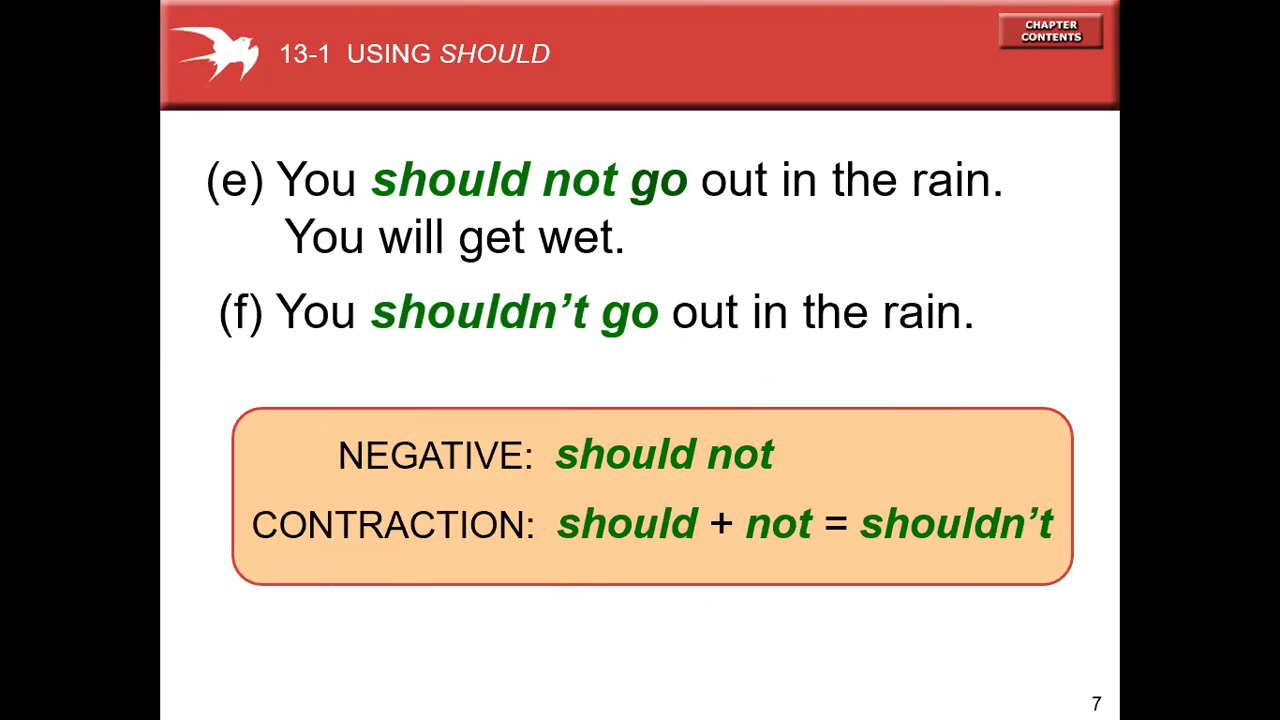 13-1 USING SHOULD
CHAPTER
CONTENTS
(e) You should not go out in the rain.
You will get wet.
(f) You shouldn’t go out in the rain.
NEGATIVE: should not
CONTRACTION: should + not = shouldn’t
7